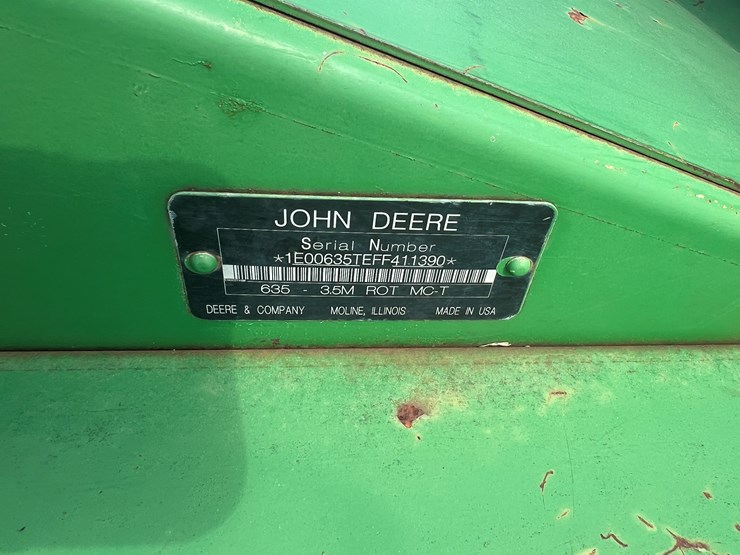 JOHN DEERE
Serial Number
*1E00635TEFF411390*
635 - 3.5M ROT MC-T
DEERE & COMPANY MOLINE, ILLINOIS MADE IN USA